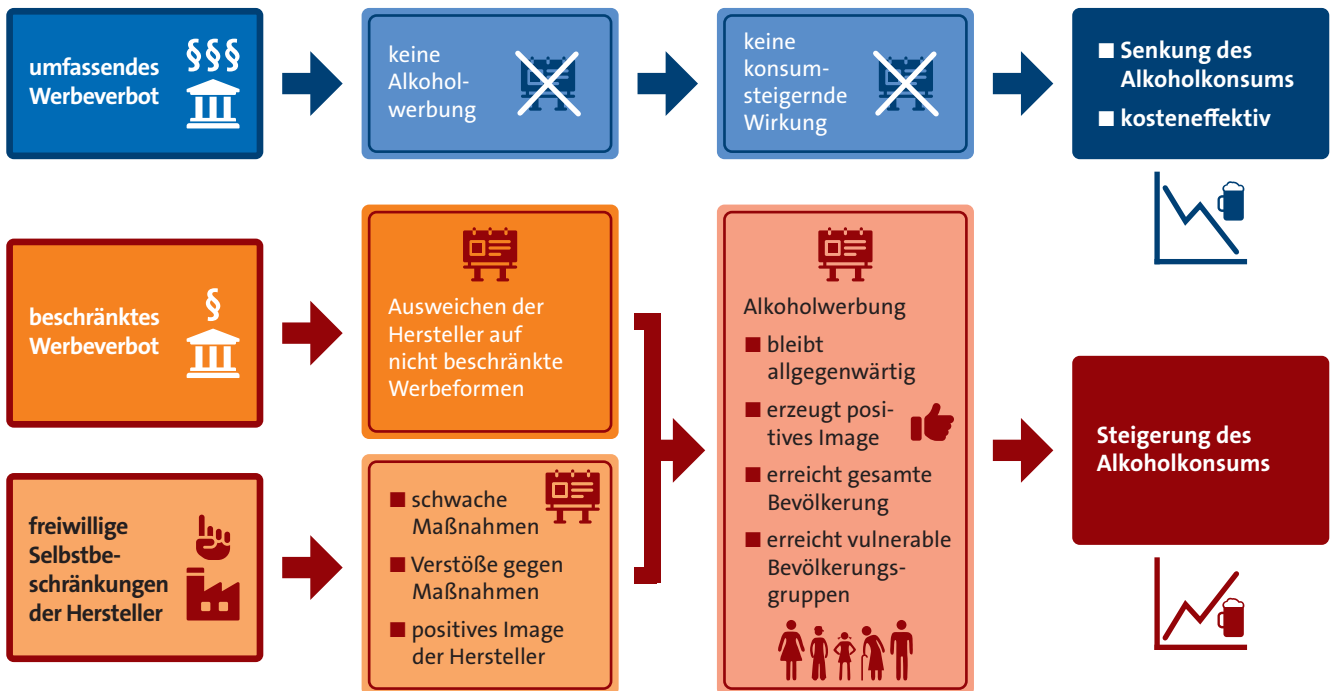 umfassendes
Werbeverbot
§§§
keine
Alkohol-
werbung
keine
konsum-
steigernde
Wirkung
■ Senkung des
Alkoholkonsums
■ kosteneffektiv
beschränktes
Werbeverbot
§
Ausweichen der
Hersteller auf
nicht beschränkte
Werbeformen
Alkoholwerbung
■ bleibt
allgegenwärtig
■ erzeugt posi-
tives Image
■ erreicht gesamte
Bevölkerung
■ erreicht vulnerable
Bevölkerungs-
gruppen
Steigerung des
Alkoholkonsums
freiwillige
Selbstbe-
schränkungen
der Hersteller
■ schwache
Maßnahmen
■ Verstöße gegen
Maßnahmen
■ positives Image
der Hersteller